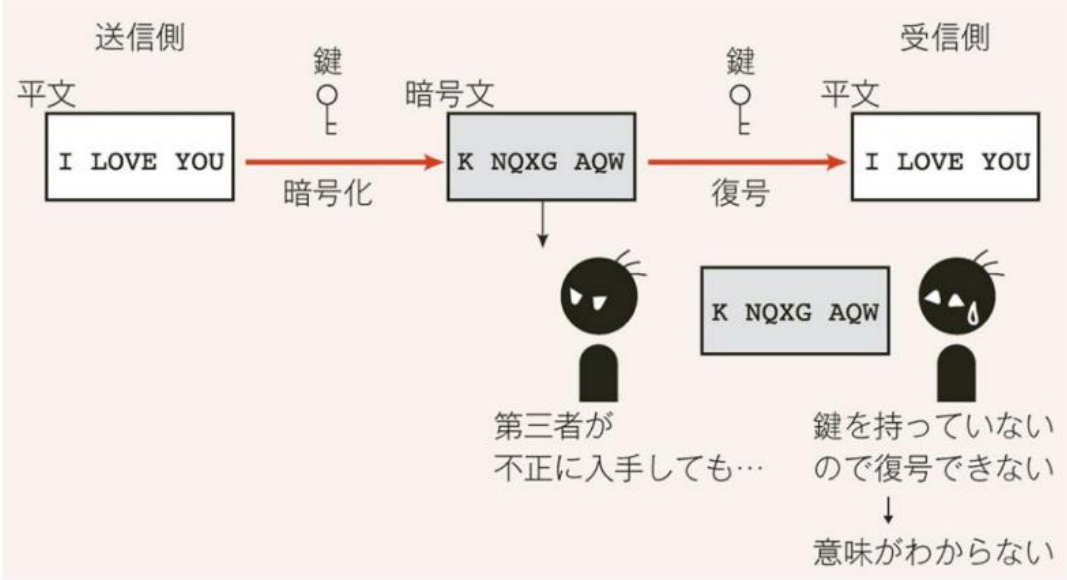 送信側
受信側
鍵
鍵
平文
暗号文
平文
I LOVE YOU
K NQXG AQW
I LOVE YOU
暗号化
復号
K NQXG AQW
第三者が
不正に入手しても…
鍵を持っていない
ので復号できない
意味がわからない